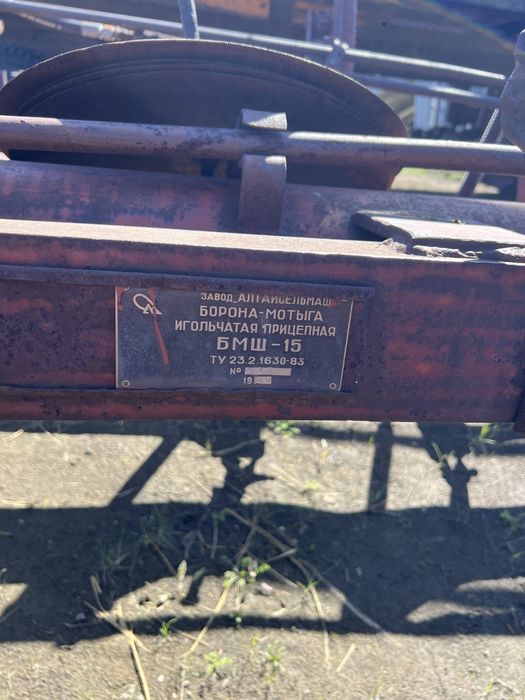 ЗАВОД „АЛТАЙСЕЛЬМАШ
БОРОНА-МОТЫГА
ИГОЛЬЧАТАЯ ПРИЦЕПНАЯ
БМШ-15
ТУ 23.2.1630-83
№
19